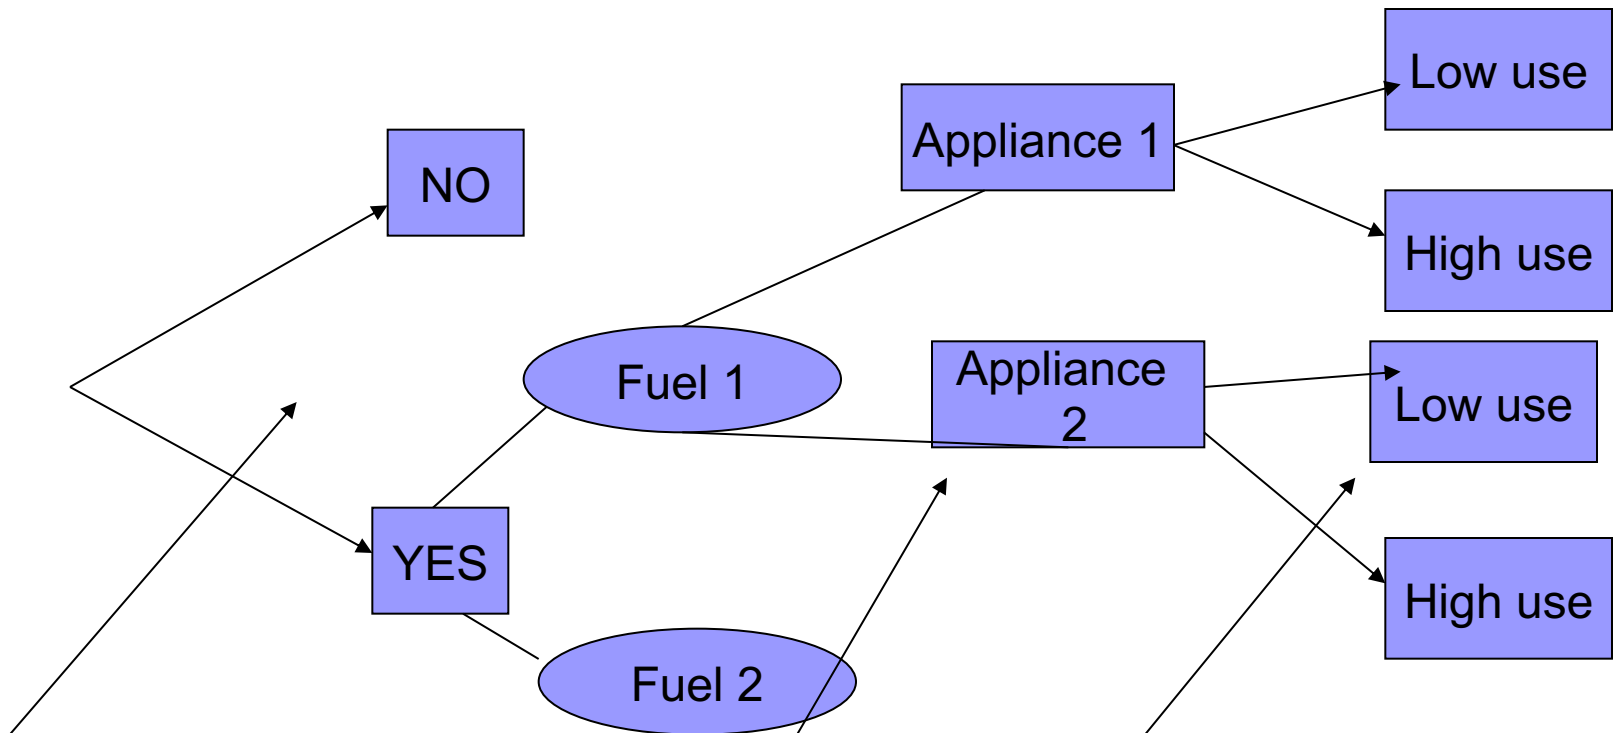 Low use
Appliance 1
NO
High use
Fuel 1
Appliance
2
Low use
YES
High use
Fuel 2